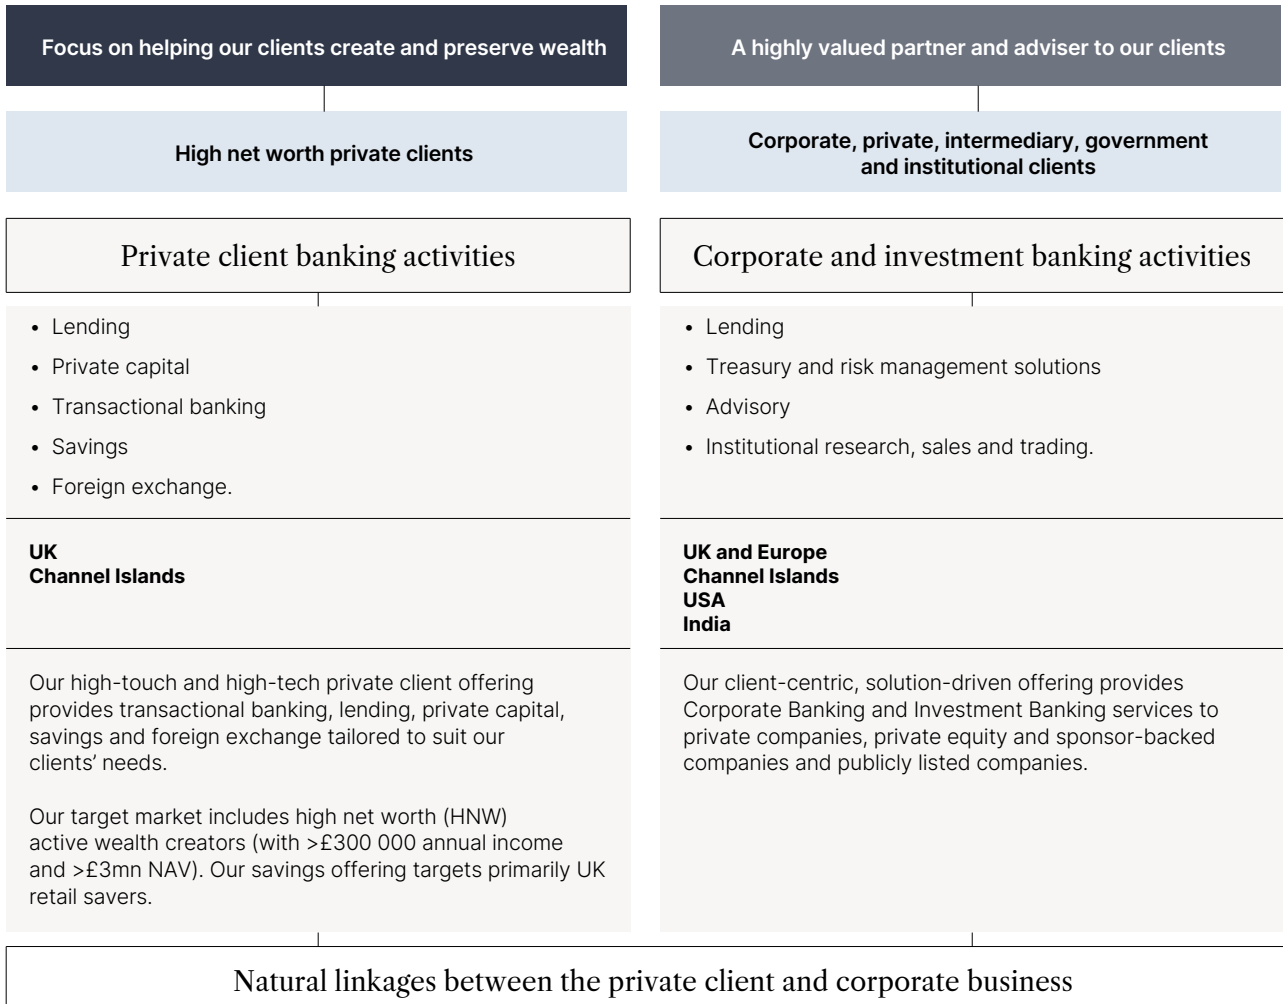 Focus on helping our clients create and preserve wealth
High net worth private clients
Private client banking activities
• Lending
• Private capital
• Transactional banking
• Savings
• Foreign exchange.
UK
Channel Islands
Our high-touch and high-tech private client offering
provides transactional banking, lending, private capital,
savings and foreign exchange tailored to suit our
clients’ needs.
Our target market includes high net worth (HNW)
active wealth creators (with >£300 000 annual income
and >£3mn NAV). Our savings offering targets primarily UK
retail savers.
A highly valued partner and adviser to our clients
Corporate, private, intermediary, government
and institutional clients
Corporate and investment banking activities
• Lending
• Treasury and risk management solutions
• Advisory
• Institutional research, sales and trading.
UK and Europe
Channel Islands
USA
India
Our client-centric, solution-driven offering provides
Corporate Banking and Investment Banking services to
private companies, private equity and sponsor-backed
companies and publicly listed companies.
Natural linkages between the private client and corporate business